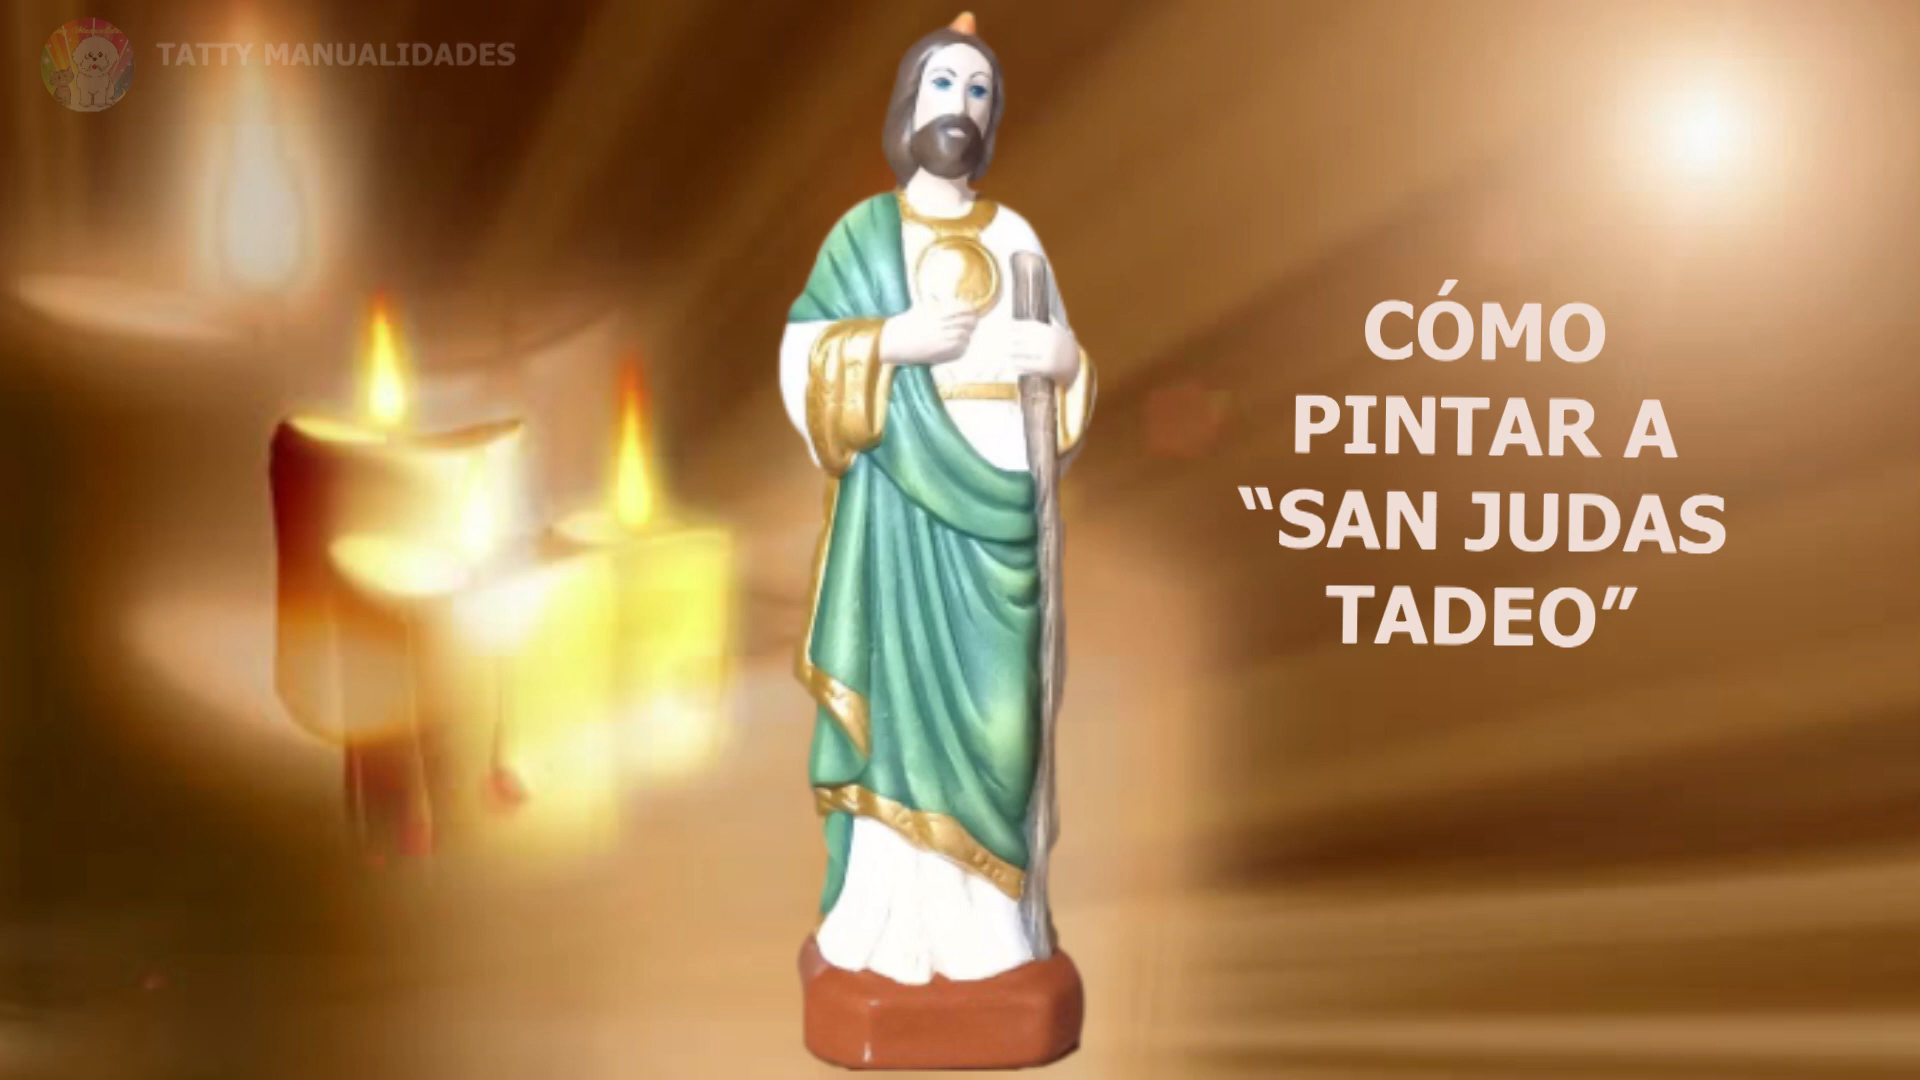 TATTY MANUALIDADES
CÓMO
PINTAR A
“SAN JUDAS
TADEO”